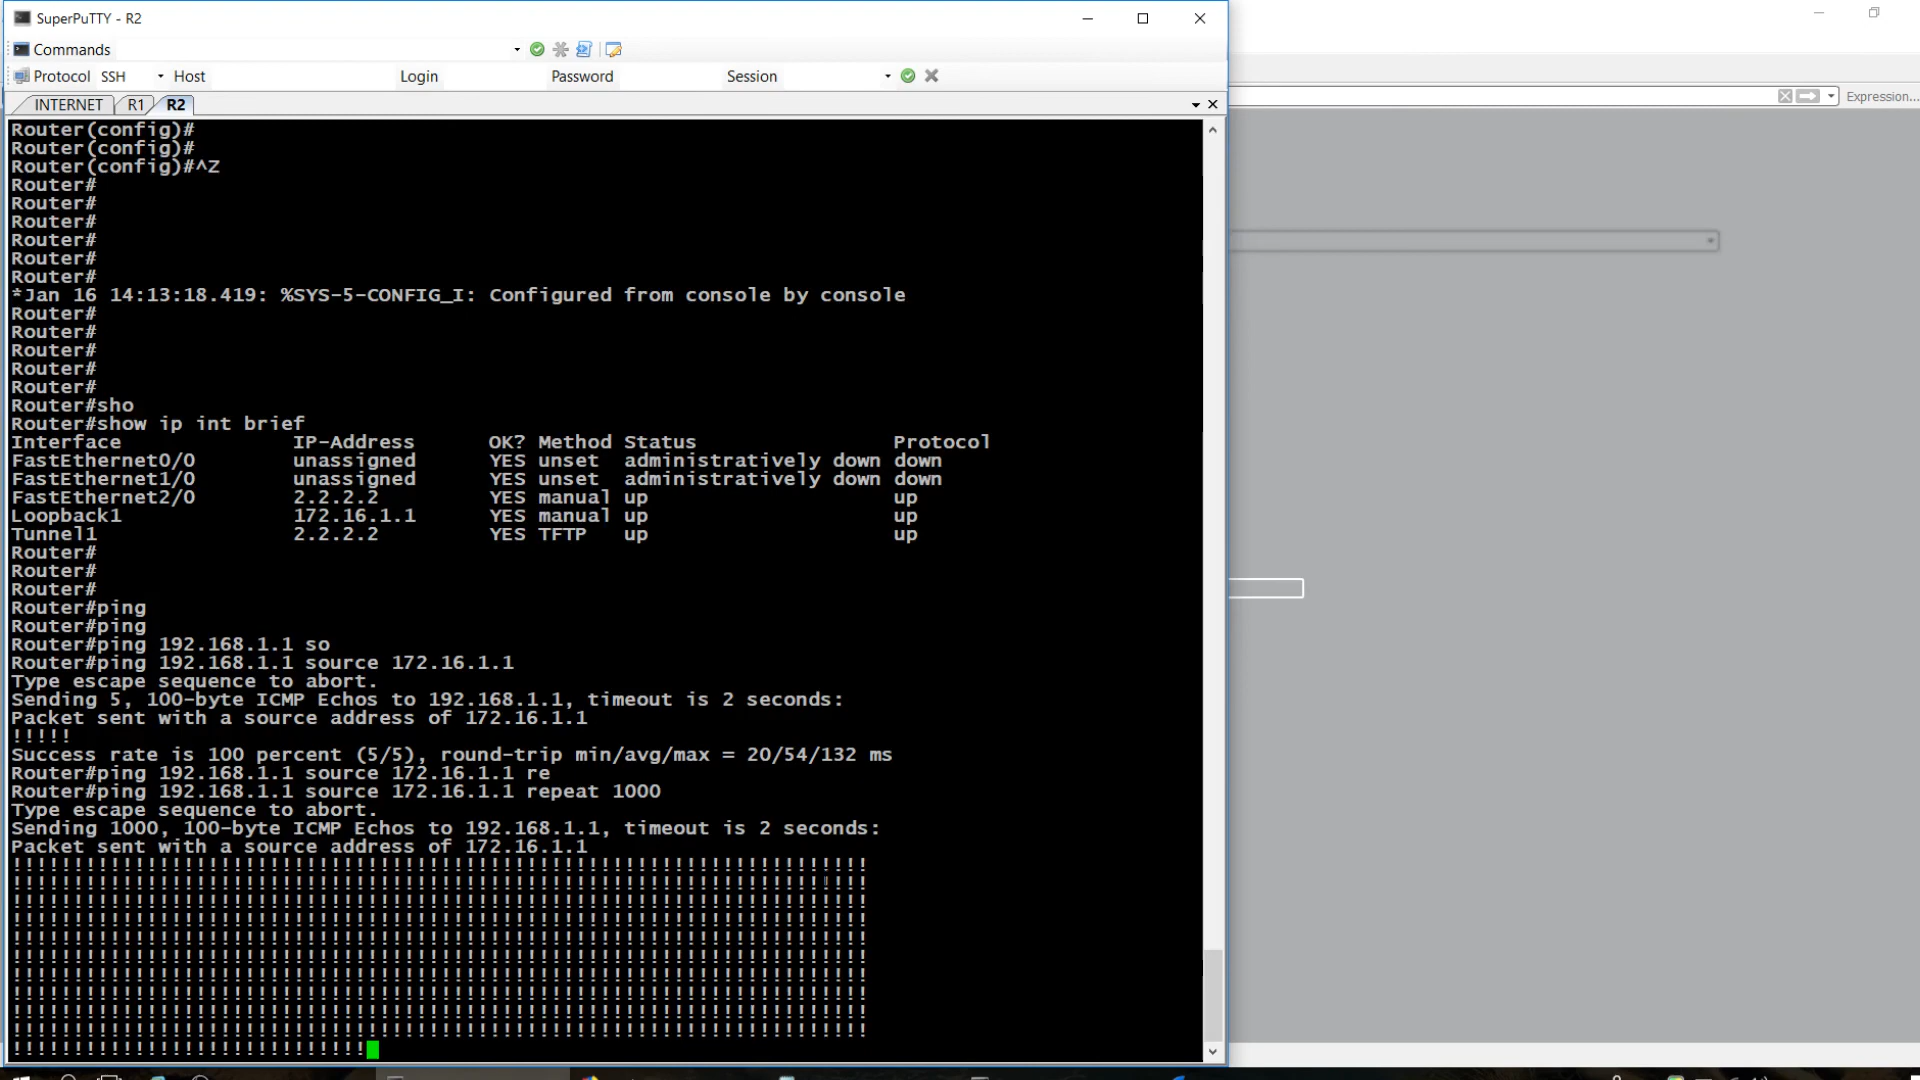 SuperPuTTY - R2
Commands
Protocol SSH Host Login Password Session
INTERNET R1 R2
Expression...
Router(config)#
Router(config)#
Router(config)#^Z
Router#
Router#
Router#
Router#
Router#
Router#
*Jan 16 14:13:18.419: %SYS-5-CONFIG_I: Configured from console by console
Router#
Router#
Router#
Router#
Router#
Router#sho
Router#show ip int brief
Interface IP-Address OK? Method Status Protocol
FastEthernet0/0 unassigned YES unset administratively down down
FastEthernet1/0 unassigned YES unset administratively down down
FastEthernet2/0 2.2.2.2 YES manual up up
Loopback1 172.16.1.1 YES manual up up
Tunnel1 2.2.2.2 YES TFTP up up
Router#
Router#
Router#
Router#ping
Router#ping
Router#ping 192.168.1.1 so
Router#ping 192.168.1.1 source 172.16.1.1
Type escape sequence to abort.
Sending 5, 100-byte ICMP Echos to 192.168.1.1, timeout is 2 seconds:
Packet sent with a source address of 172.16.1.1
!!!!!
Success rate is 100 percent (5/5), round-trip min/avg/max = 20/54/132 ms
Router#ping 192.168.1.1 source 172.16.1.1 re
Router#ping 192.168.1.1 source 172.16.1.1 repeat 1000
Type escape sequence to abort.
Sending 1000, 100-byte ICMP Echos to 192.168.1.1, timeout is 2 seconds:
Packet sent with a source address of 172.16.1.1
!!!!!!!!!!!!!!!!!!!!!!!!!!!!!!!!!!!!!!!!!!!!!!!!!!!!!!!!!!!!!!!!!!!!!!
!!!!!!!!!!!!!!!!!!!!!!!!!!!!!!!!!!!!!!!!!!!!!!!!!!!!!!!!!!!!!!!!!!!!!!
!!!!!!!!!!!!!!!!!!!!!!!!!!!!!!!!!!!!!!!!!!!!!!!!!!!!!!!!!!!!!!!!!!!!!!
!!!!!!!!!!!!!!!!!!!!!!!!!!!!!!!!!!!!!!!!!!!!!!!!!!!!!!!!!!!!!!!!!!!!!!
!!!!!!!!!!!!!!!!!!!!!!!!!!!!!!!!!!!!!!!!!!!!!!!!!!!!!!!!!!!!!!!!!!!!!!
!!!!!!!!!!!!!!!!!!!!!!!!!!!!!!!!!!!!!!!!!!!!!!!!!!!!!!!!!!!!!!!!!!!!!!
!!!!!!!!!!!!!!!!!!!!!!!!!!!!!!!!!!!!!!!!!!!!!!!!!!!!!!!!!!!!!!!!!!!!!!
!!!!!!!!!!!!!!!!!!!!!!!!!!!!!!!!!!!!!!!!!!!!!!!!!!!!!!!!!!!!!!!!!!!!!!
!!!!!!!!!!!!!!!!!!!!!!!!!!!!!!!!!!!!!!!!!!!!!!!!!!!!!!!!!!!!!!!!!!!!!!
!!!!!!!!!!!!!!!!!!!!!!!!!!!!!!!!!!!!!!!!!!!!!!!!!!!!!!!!!!!!!!!!!!!!!!
!!!!!!!!!!!!!!!!!!!!!!!!!!!!!